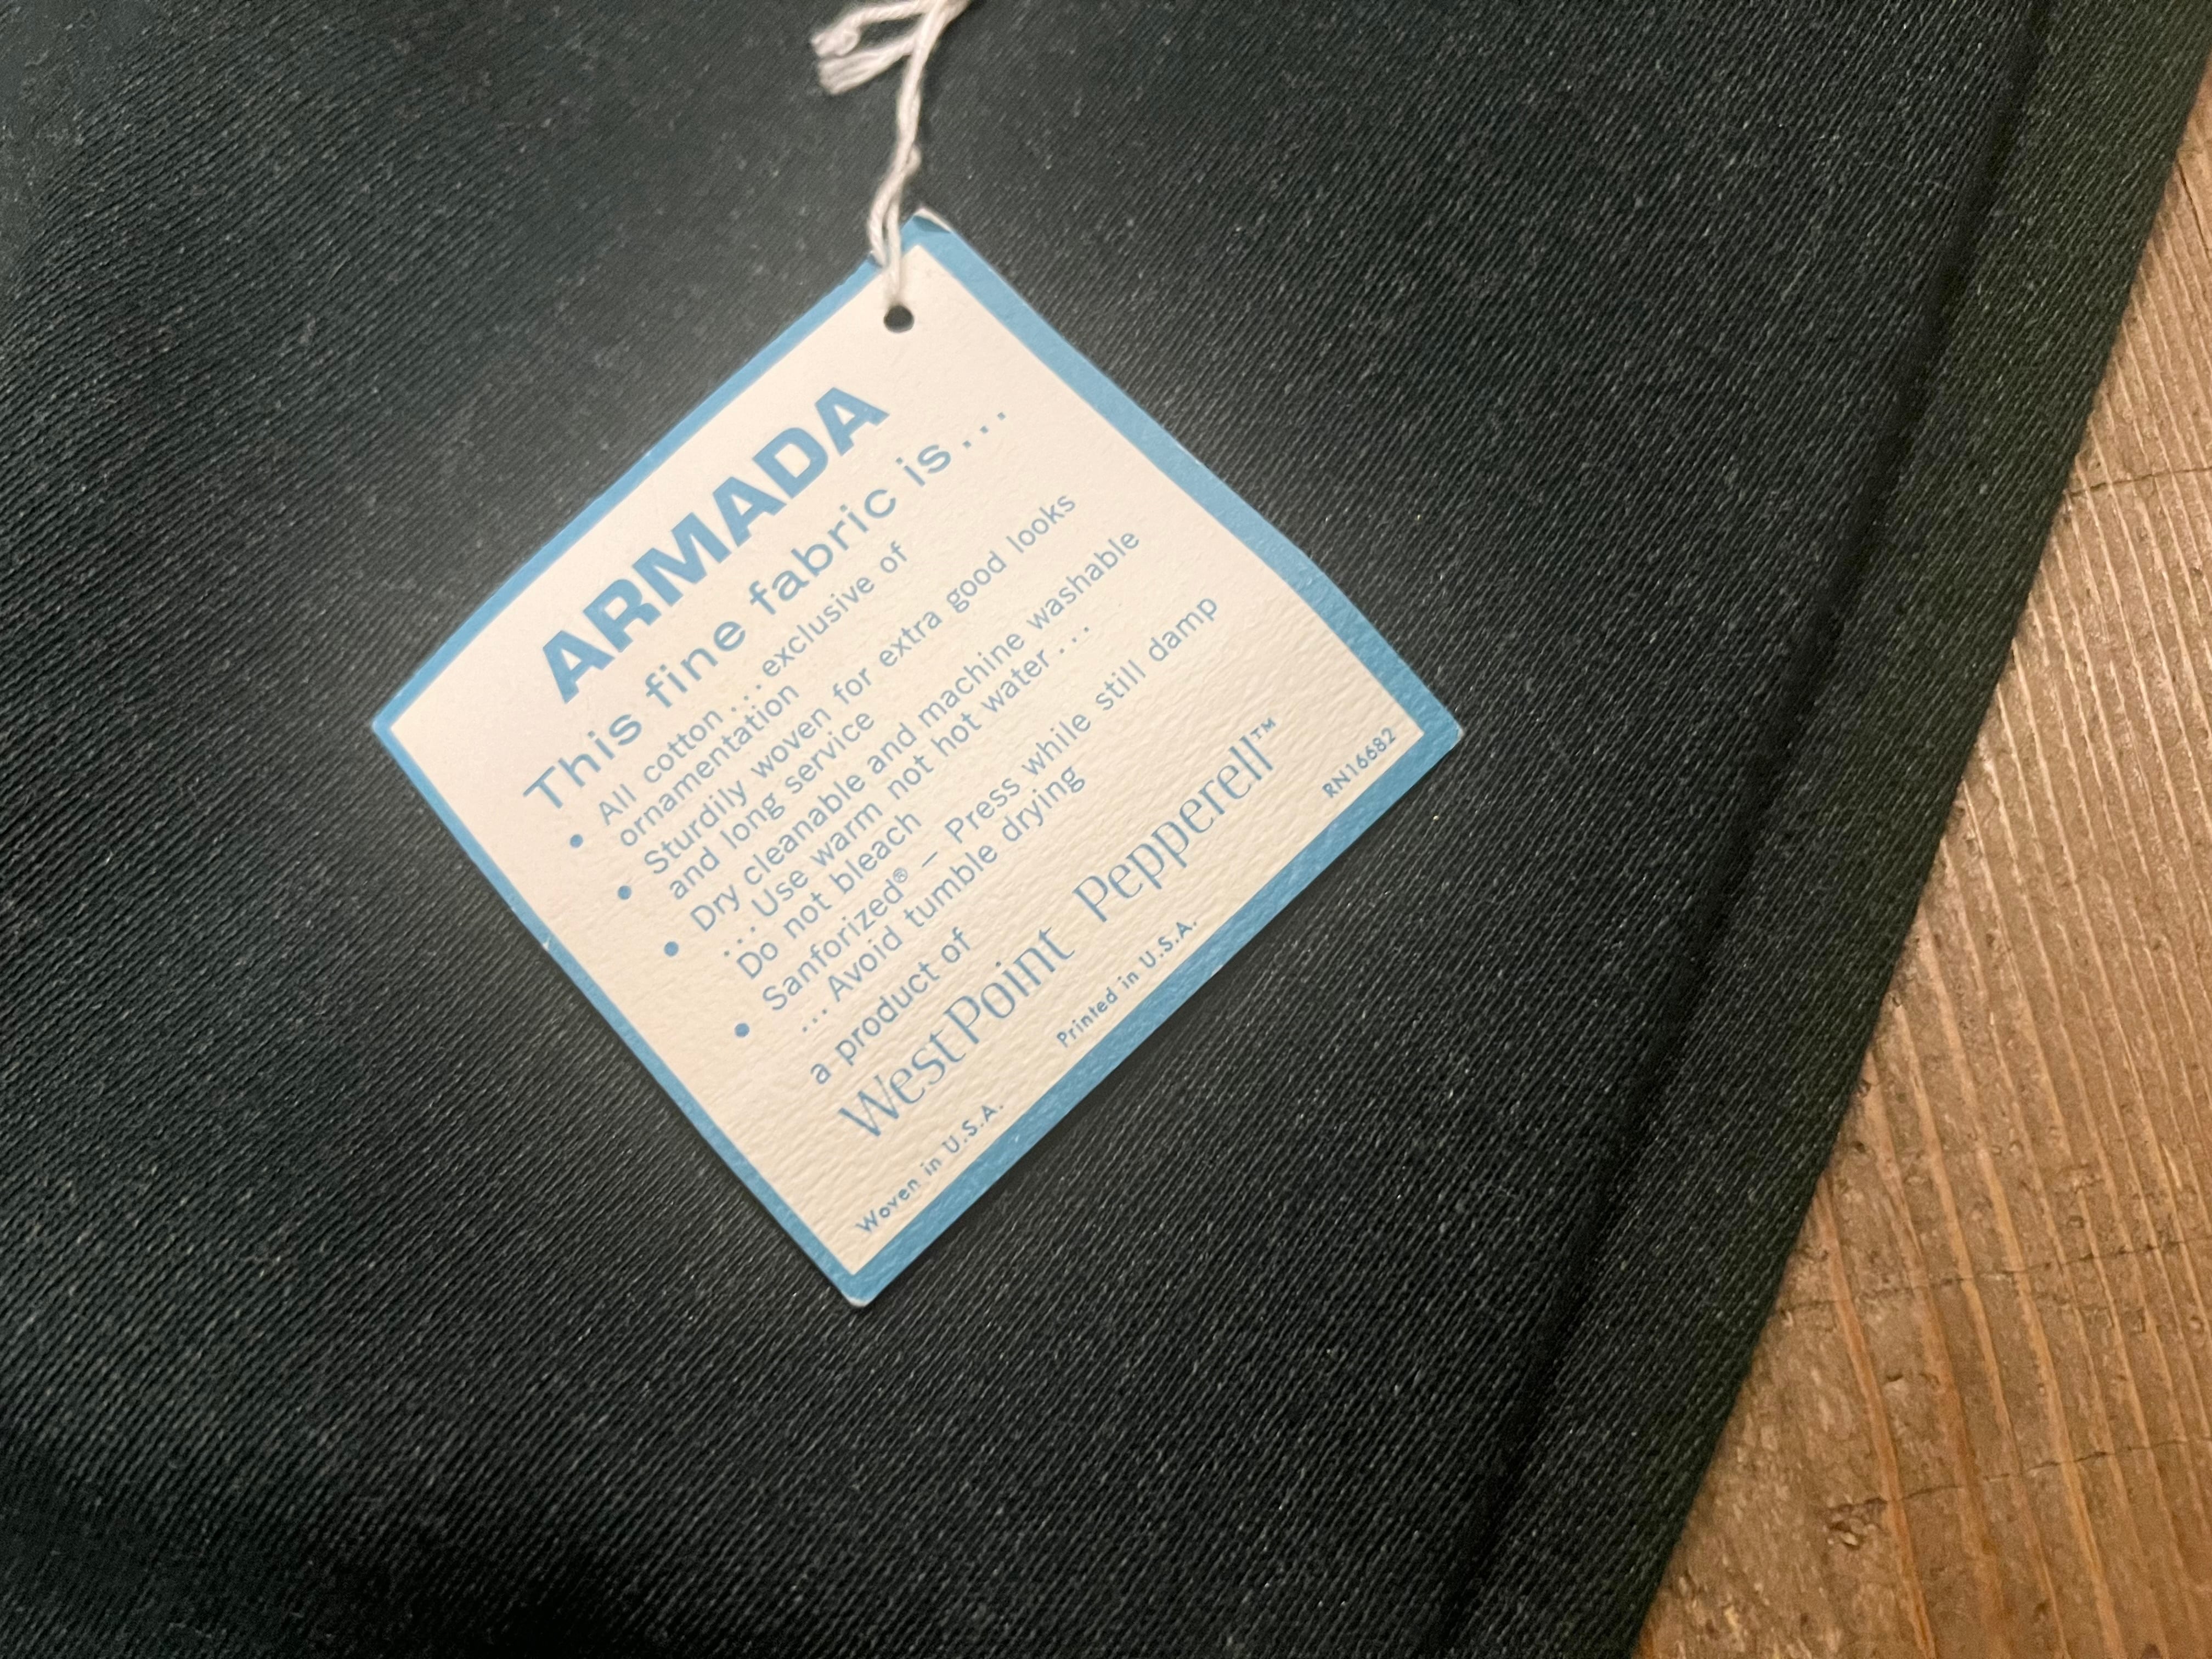 ARMADA
This fine fabric is...
• All cotton...exclusive of
ornamentation
• Sturdily woven for extra good looks
and long service
• Dry cleanable and machine washable
...Use warm not hot water...
Do not bleach
• Sanforized® – Press while still damp
... Avoid tumble drying
a product of
WestPoint Pepperell™
Woven in U.S.A. Printed in U.S.A. RN16682